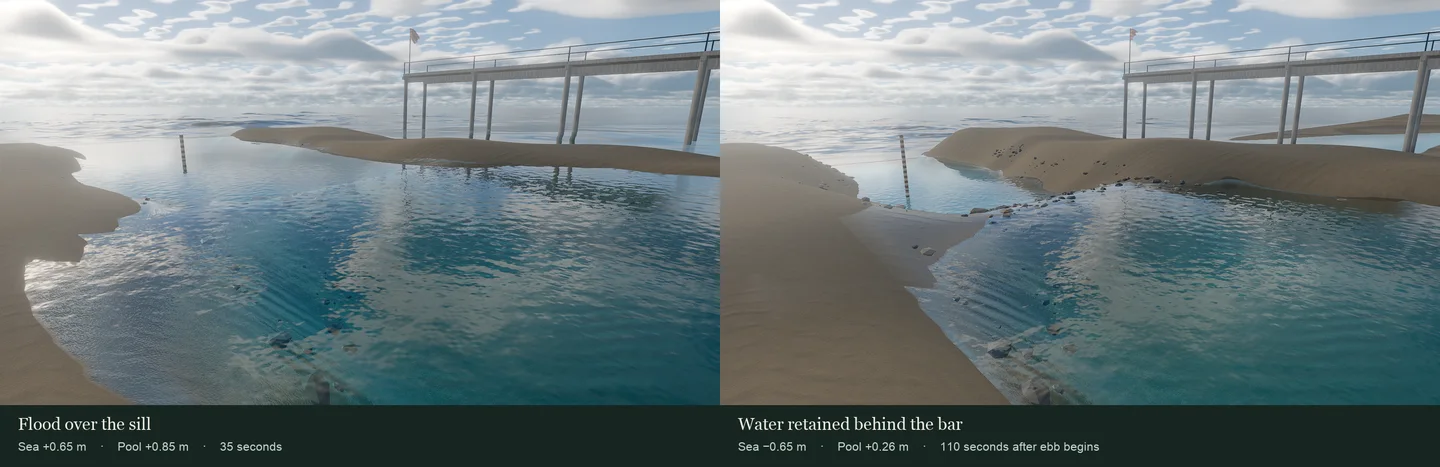 Flood over the sill
Sea +0.65 m · Pool +0.85 m · 35 seconds
Water retained behind the bar
Sea −0.65 m · Pool +0.26 m · 110 seconds after ebb begins